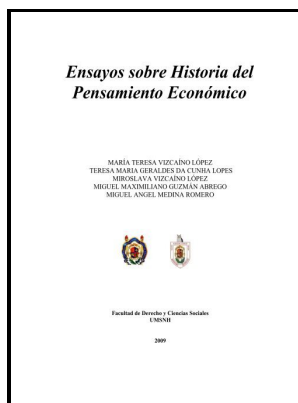 Ensayos sobre Historia del
Pensamiento Económico
MARÍA TERESA VIZCAÍNO LÓPEZ
TERESA MARIA GERALDES DA CUNHA LOPES
MIROSLAVA VIZCAÍNO LÓPEZ
MIGUEL MAXIMILIANO GUZMÁN ABREGO
MIGUEL ANGEL MEDINA ROMERO
Facultad de Derecho y Ciencias Sociales
UMSNH
2009